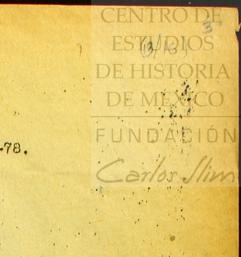 CENTRO DE
ESTUDIOS
DE HISTORIA
DE MÉXICO
FUNDACIÓN
Carlos Slim
-78.